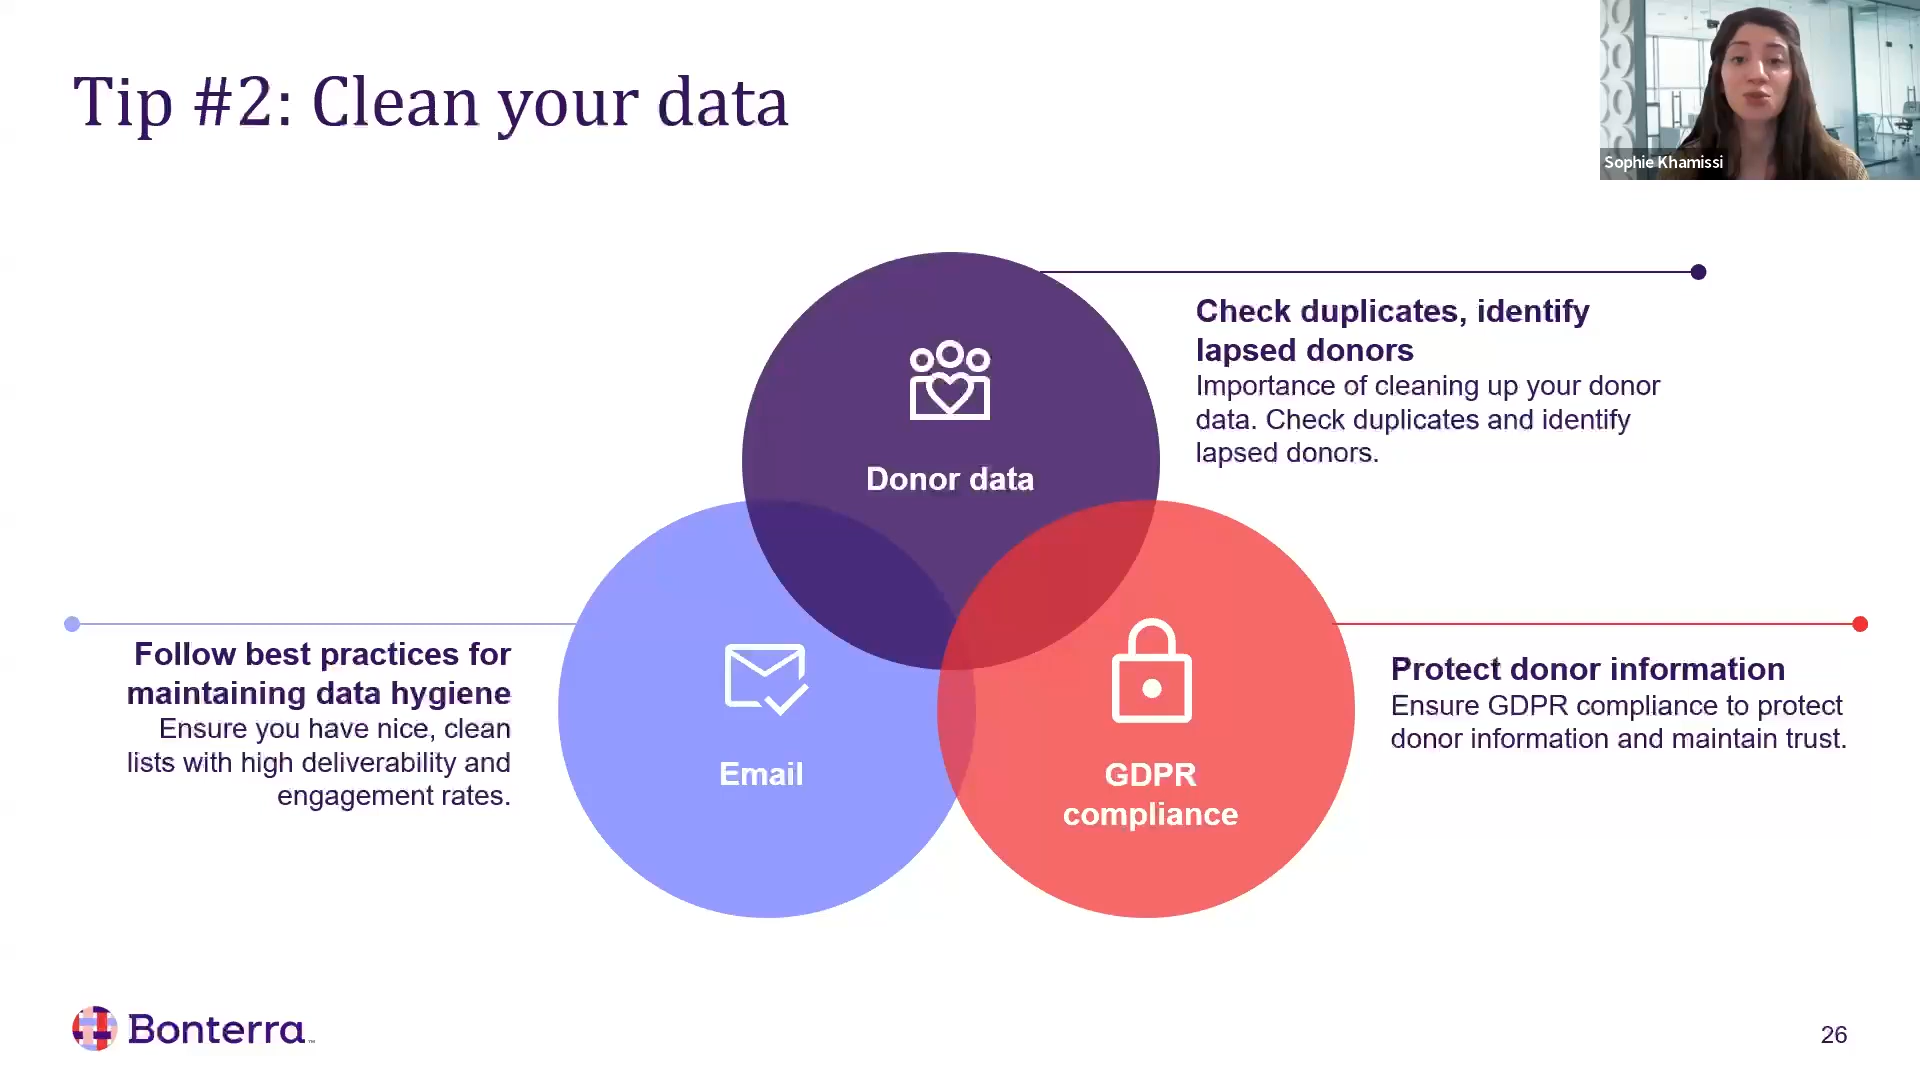 Tip #2: Clean your data
Sophie Khamissi
Check duplicates, identify
lapsed donors
Importance of cleaning up your donor
data. Check duplicates and identify
lapsed donors.
Donor data
Follow best practices for
maintaining data hygiene
Ensure you have nice, clean
lists with high deliverability and
engagement rates.
Email
GDPR
compliance
Protect donor information
Ensure GDPR compliance to protect
donor information and maintain trust.
Bonterra™
26